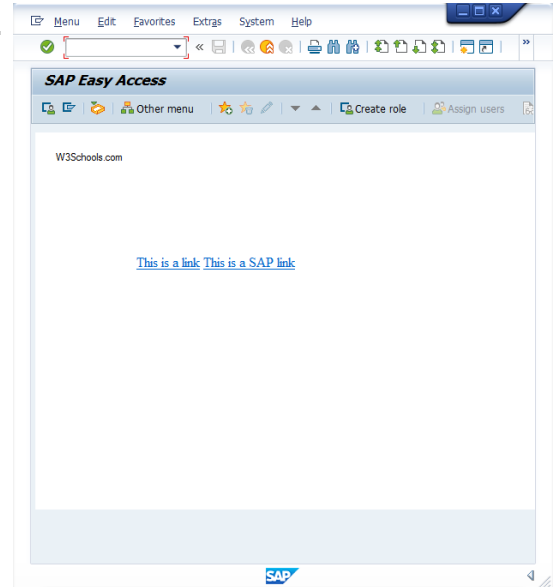 Menu Edit Favorites Extras System Help
SAP Easy Access
Other menu Create role Assign users
W3Schools.com
This is a link This is a SAP link
SAP